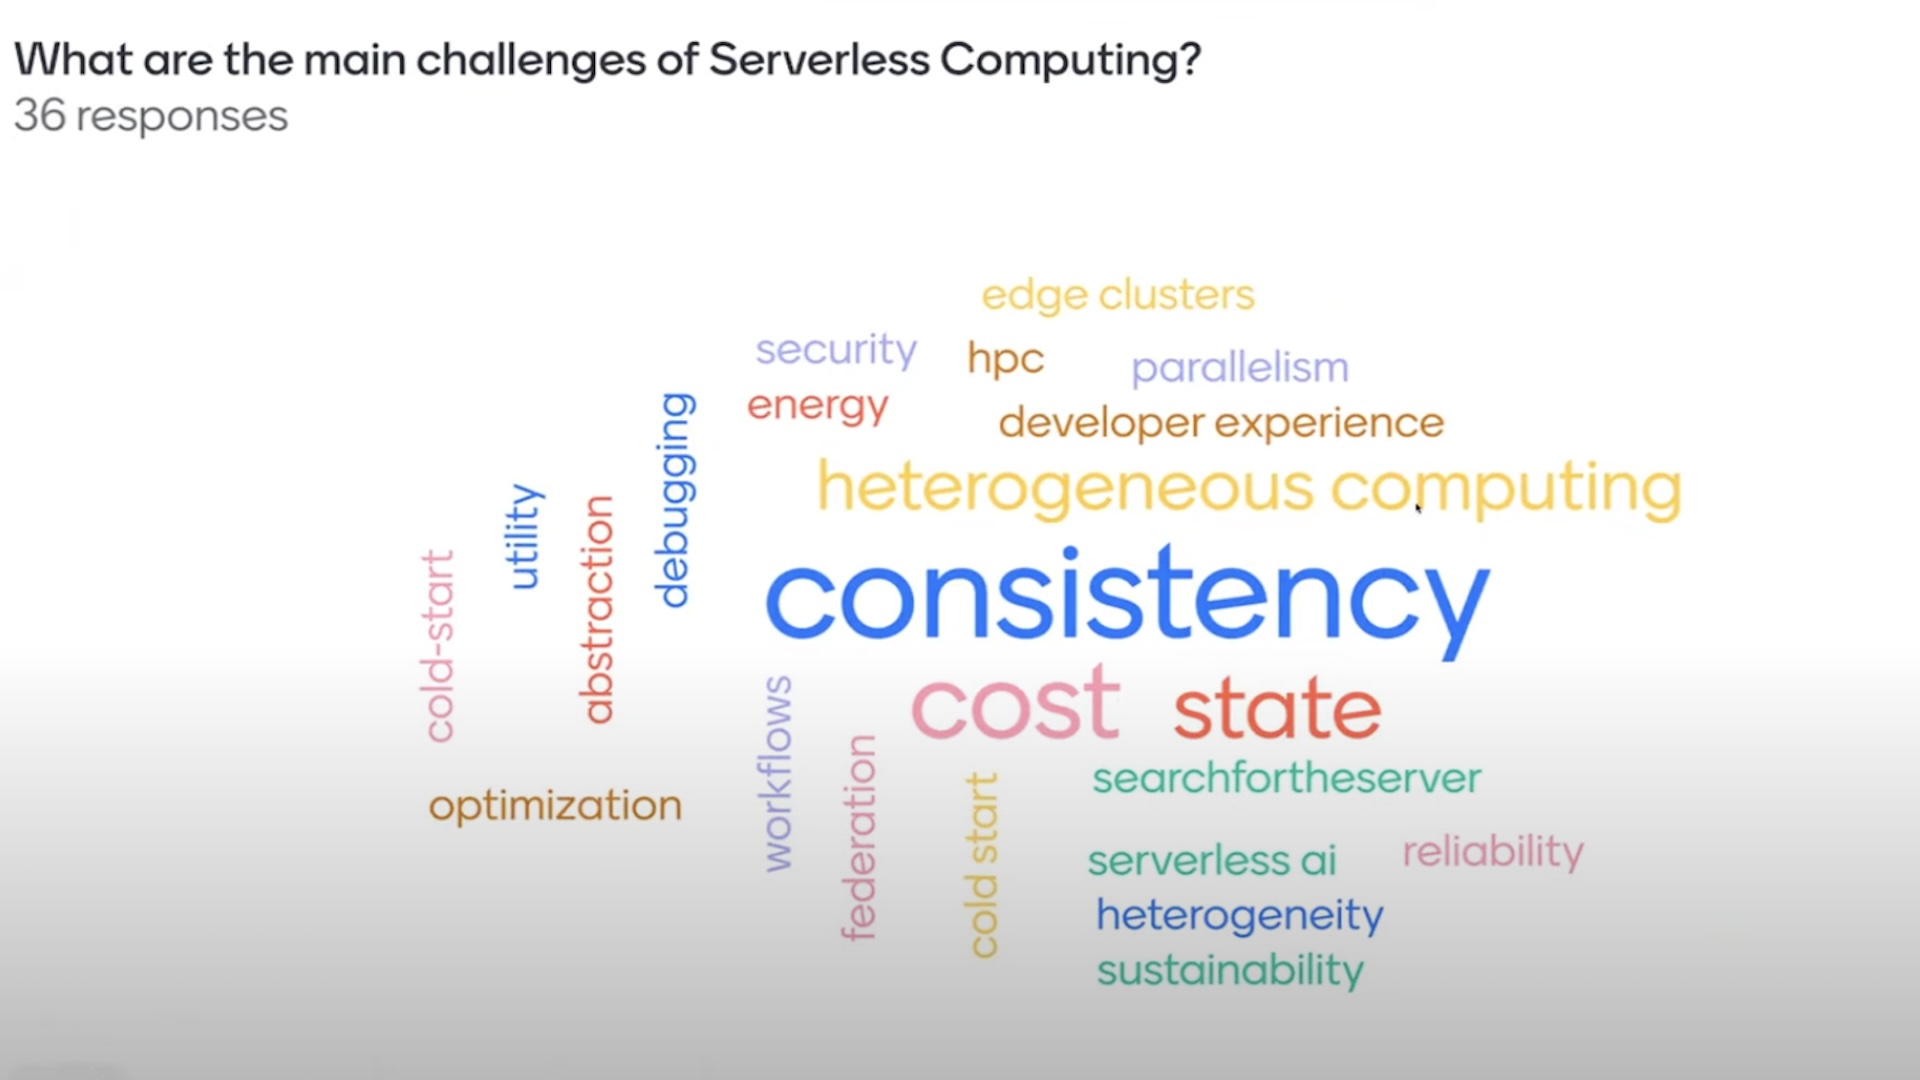 What are the main challenges of Serverless Computing?
36 responses
edge clusters
security
hpc
parallelism
energy
developer experience
debugging
heterogeneous computing
utility
abstraction
cold-start
consistency
cost
state
workflows
federation
cold start
searchfortheserver
optimization
serverless ai
reliability
heterogeneity
sustainability